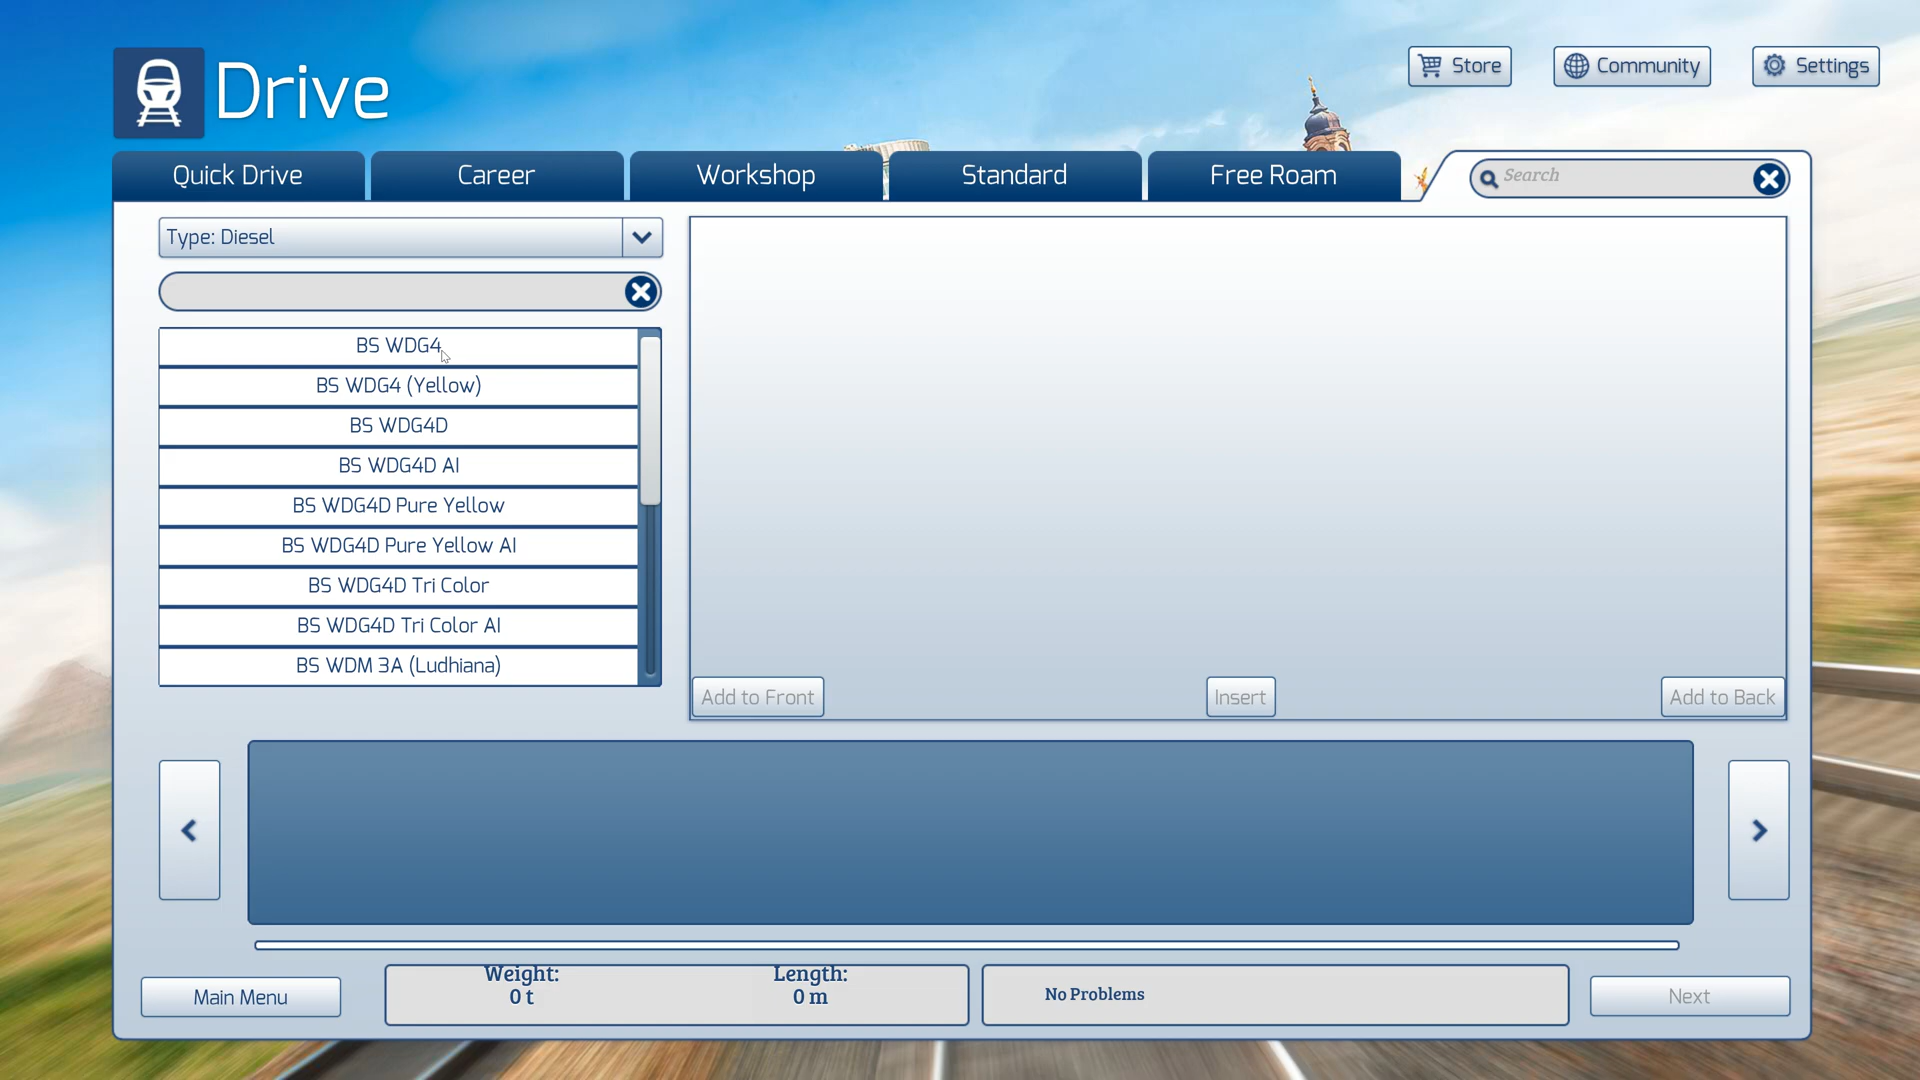 Drive
Store
Community
Settings
Quick Drive
Career
Workshop
Standard
Free Roam
Search
Type: Diesel
BS WDG4
BS WDG4 (Yellow)
BS WDG4D
BS WDG4D AI
BS WDG4D Pure Yellow
BS WDG4D Pure Yellow AI
BS WDG4D Tri Color
BS WDG4D Tri Color AI
BS WDM 3A (Ludhiana)
Add to Front
Insert
Add to Back
Main Menu
Weight:
0 t
Length:
0 m
No Problems
Next